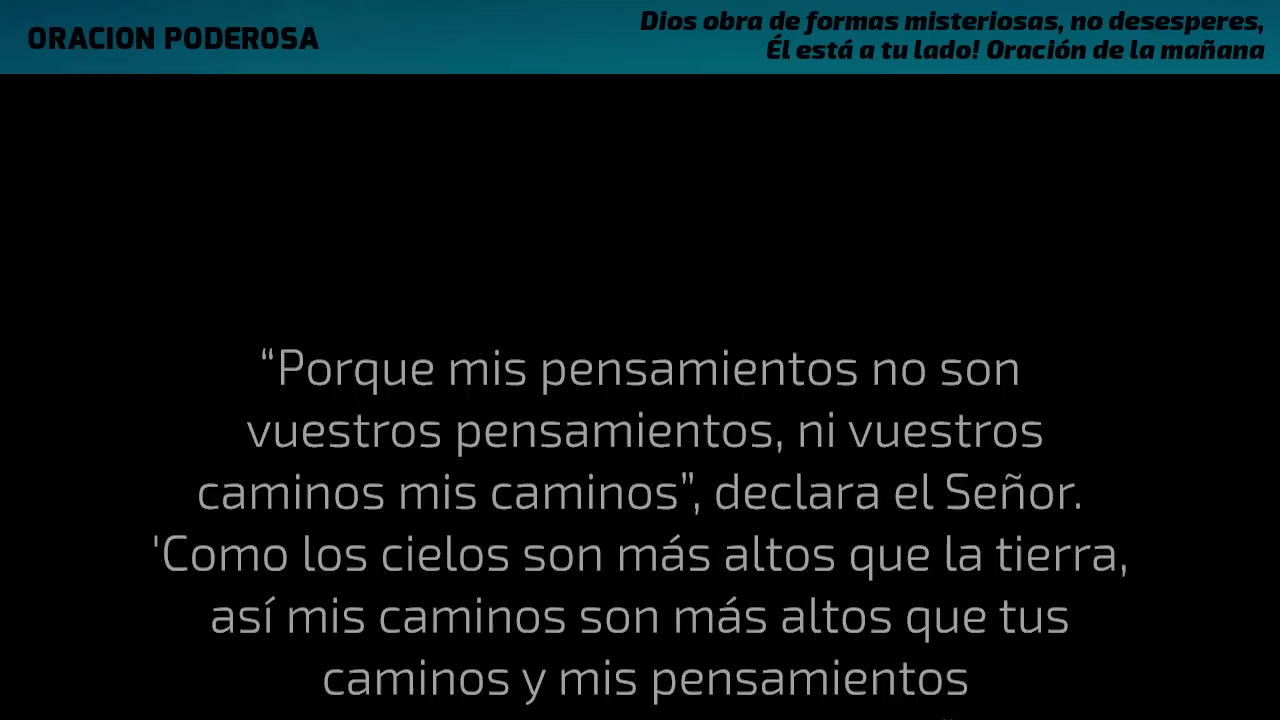 ORACION PODEROSA
Dios obra de formas misteriosas, no desesperes,
Él está a tu lado! Oración de la mañana
“Porque mis pensamientos no son
vuestros pensamientos, ni vuestros
caminos mis caminos”, declara el Señor.
'Como los cielos son más altos que la tierra,
así mis caminos son más altos que tus
caminos y mis pensamientos